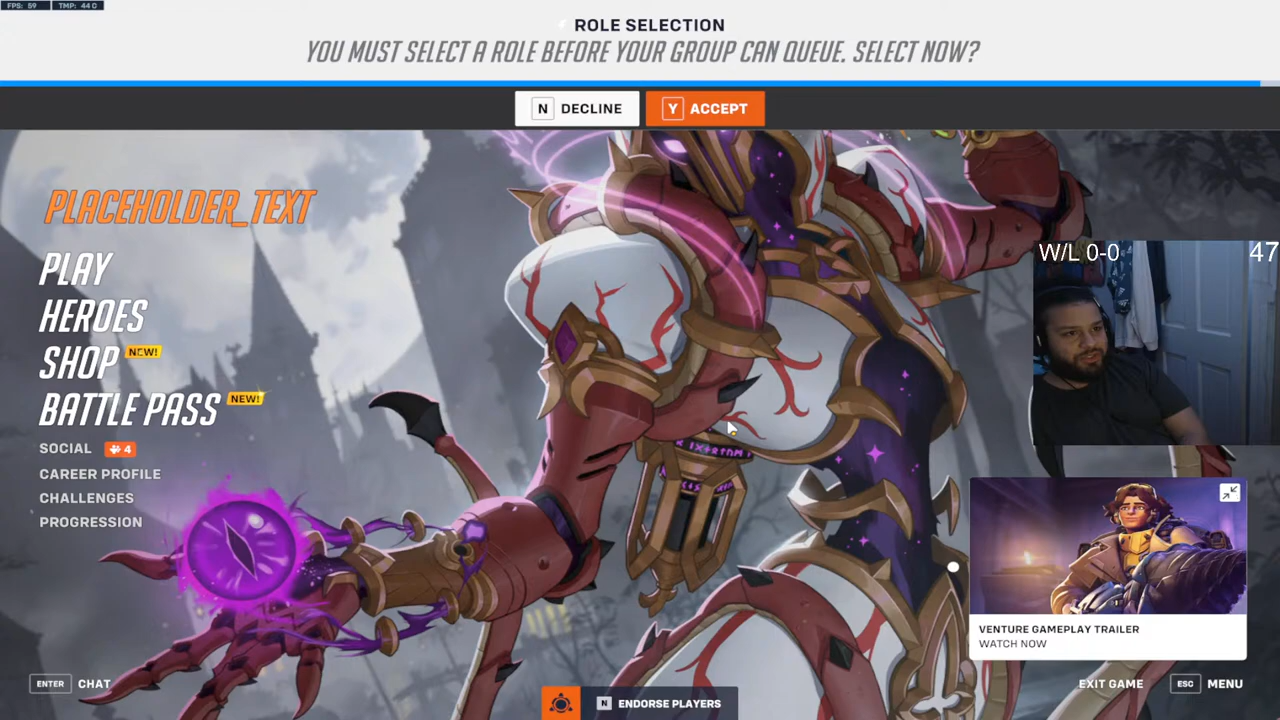 FPS: 59 TMP: 44 C
ROLE SELECTION
YOU MUST SELECT A ROLE BEFORE YOUR GROUP CAN QUEUE. SELECT NOW?
N DECLINE Y ACCEPT
PLACEHOLDER_TEXT
PLAY
HEROES
SHOP NEW!
BATTLE PASS NEW!
SOCIAL 4
CAREER PROFILE
CHALLENGES
PROGRESSION
W/L 0-0 47
VENTURE GAMEPLAY TRAILER
WATCH NOW
ENTER CHAT
N ENDORSE PLAYERS
EXIT GAME ESC MENU